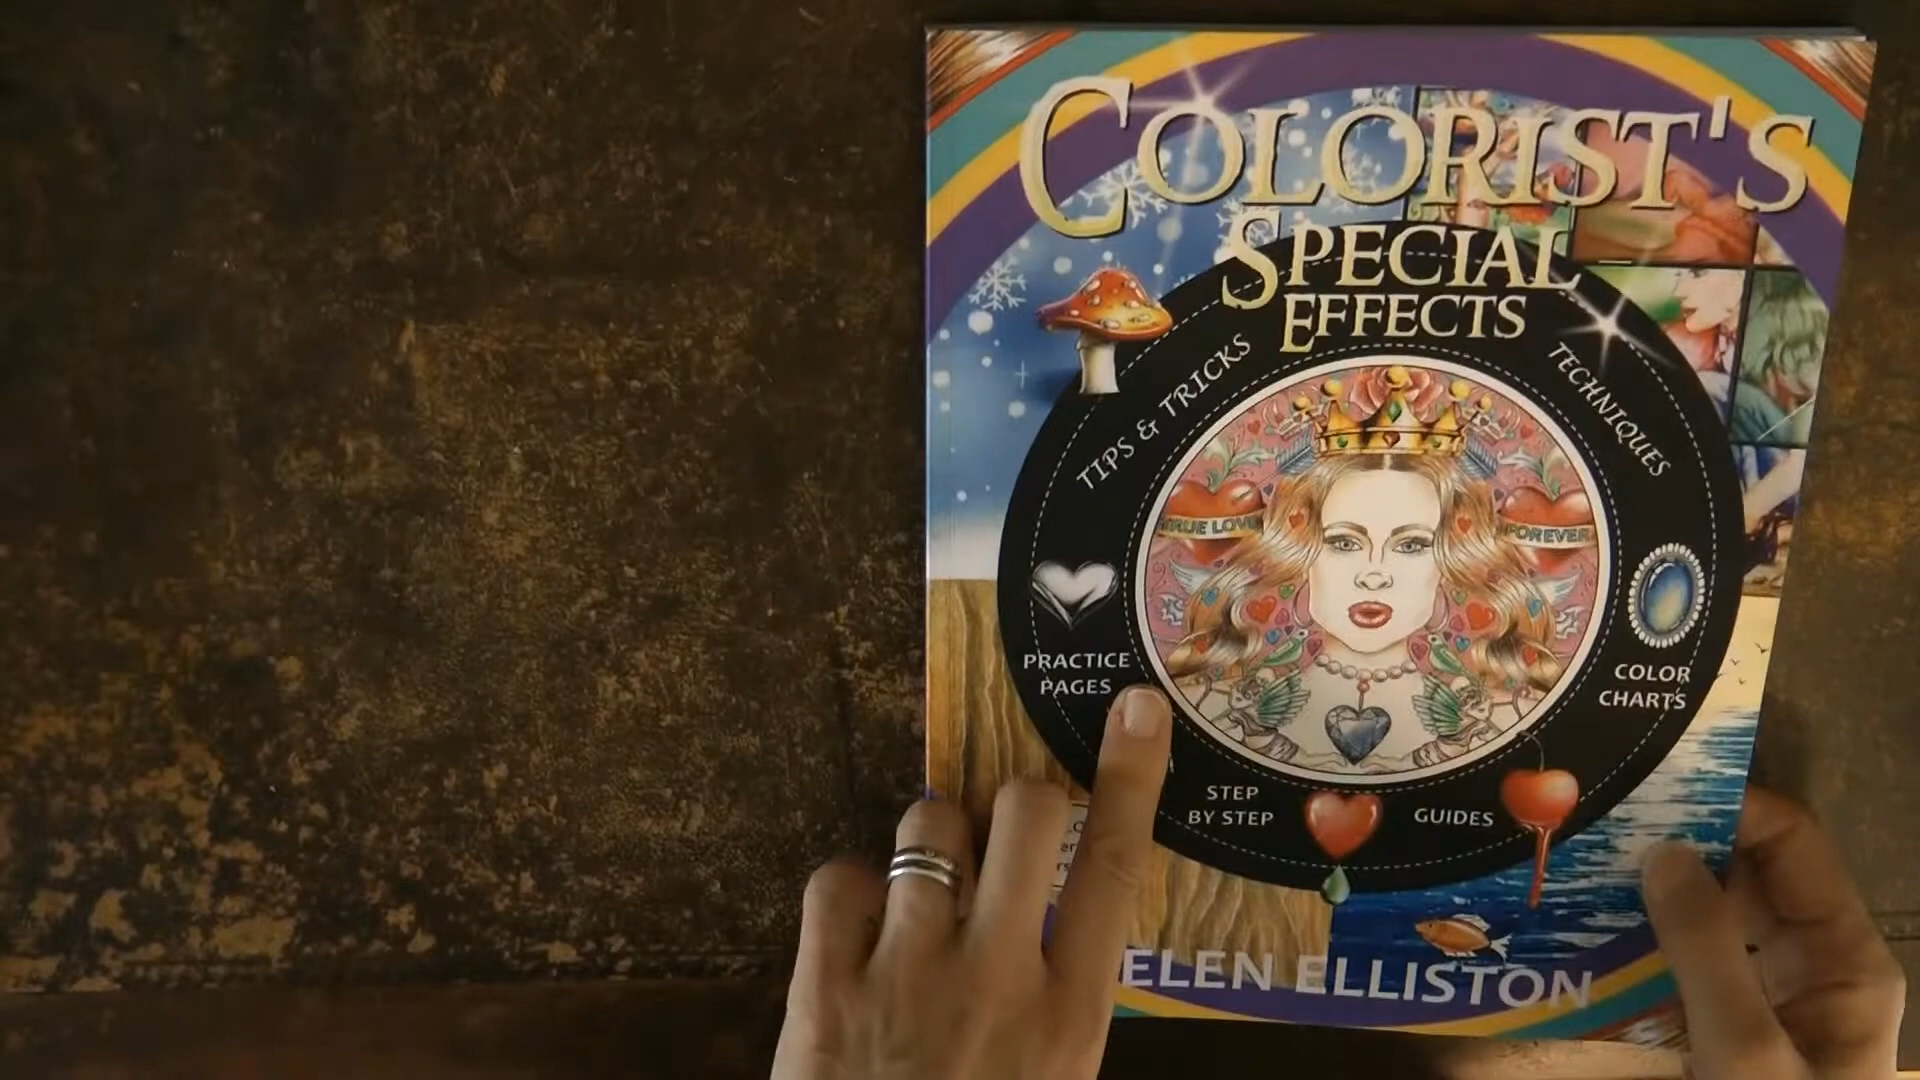 COLORIST'S
SPECIAL
EFFECTS
TIPS & TRICKS
TECHNIQUES
TRUE LOVE
FOREVER
PRACTICE
PAGES
COLOR
CHARTS
STEP
BY STEP
GUIDES
ELEN ELLISTON